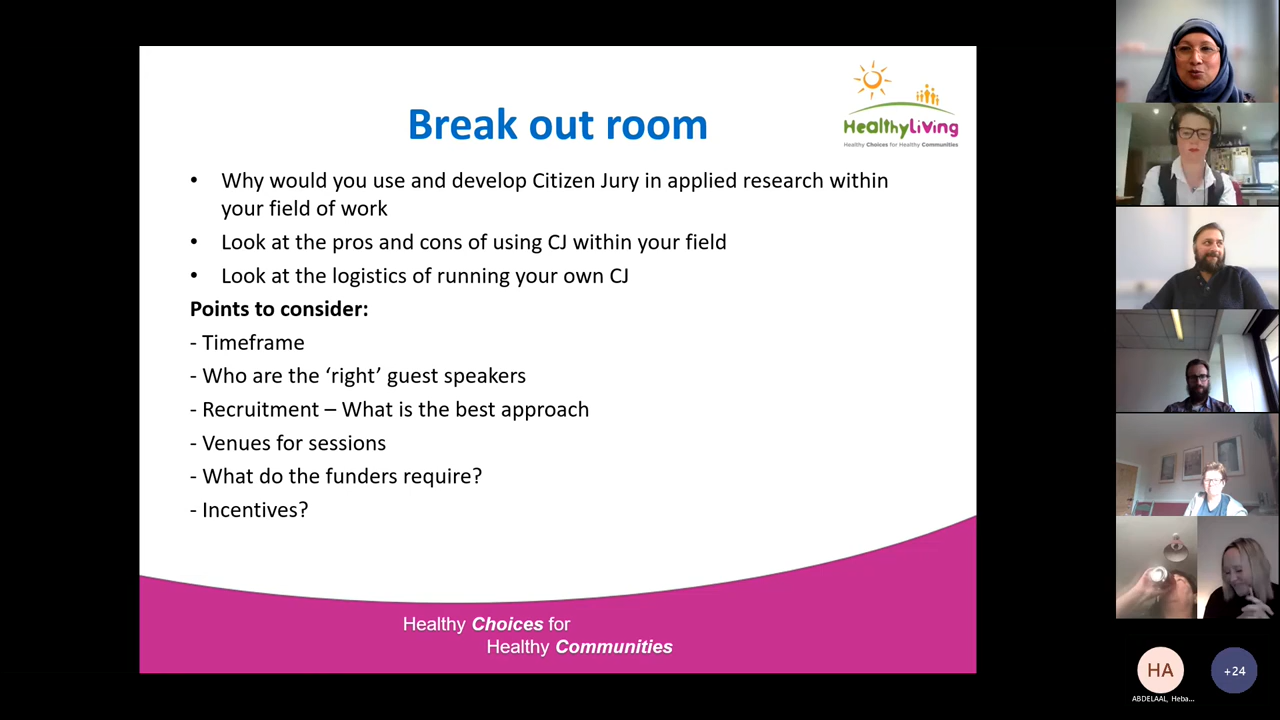 Break out room
HealthyLiving
Healthy Choices for Healthy Communities
• Why would you use and develop Citizen Jury in applied research within
your field of work
• Look at the pros and cons of using CJ within your field
• Look at the logistics of running your own CJ
Points to consider:
- Timeframe
- Who are the ‘right’ guest speakers
- Recruitment – What is the best approach
- Venues for sessions
- What do the funders require?
- Incentives?
Healthy Choices for
Healthy Communities
HA
+24
ABDELAAL, Heba...